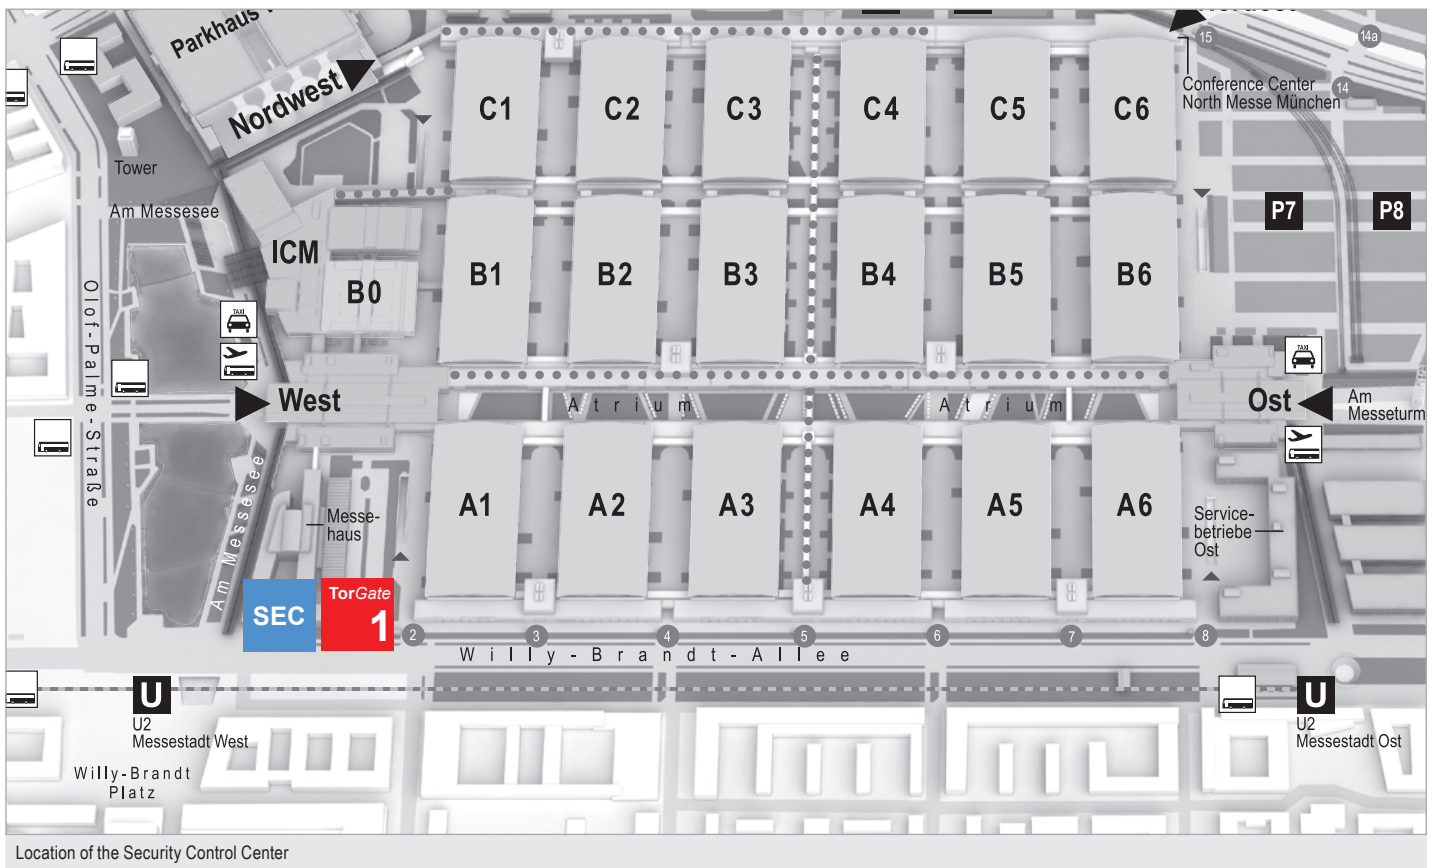 Parkhaus
15
14a
Nordwest
C1
C2
C3
C4
C5
C6
Conference Center
North Messe München
14
Tower
Am Messesee
P7
P8
ICM
B0
B1
B2
B3
B4
B5
B6
Olof-Palme-Straße
TAXI
TAXI
West
Atrium
Atrium
Ost
Am
Messeturm
Am Messesee
A1
A2
A3
A4
A5
A6
Messe-
haus
Service-
betriebe
Ost
SEC
TorGate
1
2
3
4
5
6
7
8
Willy-Brandt-Allee
U
U2
Messestadt West
U
U2
Messestadt Ost
Willy-Brandt
Platz
Location of the Security Control Center